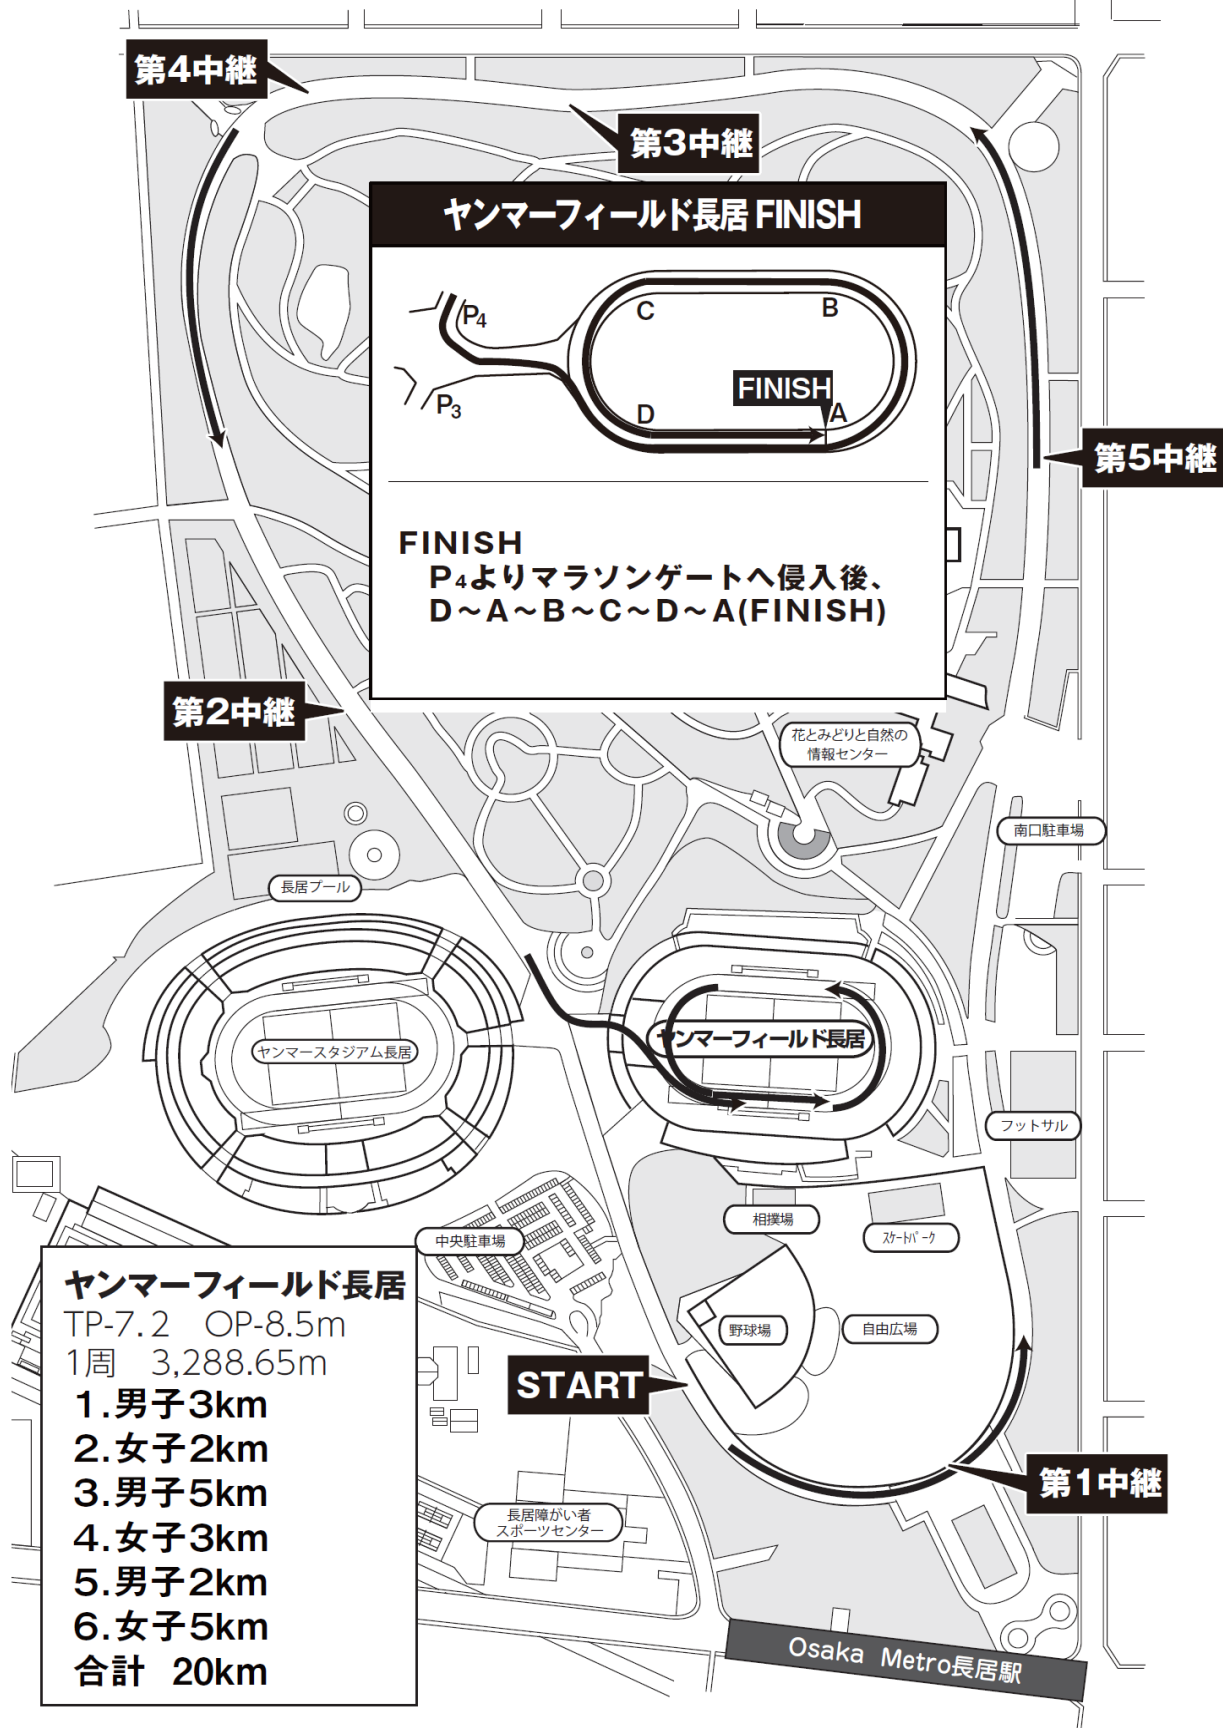 第4中継
第3中継
ヤンマーフィールド長居 FINISH
P4
P3
C
B
D
A
FINISH
第5中継
FINISH
P4よりマラソンゲートへ侵入後、
D～A～B～C～D～A(FINISH)
第2中継
花とみどりと自然の
情報センター
南口駐車場
長居プール
ヤンマースタジアム長居
ヤンマーフィールド長居
フットサル
相撲場
スケートパーク
中央駐車場
野球場
自由広場
START
第1中継
長居障がい者
スポーツセンター
Osaka Metro長居駅
ヤンマーフィールド長居
TP-7.2 OP-8.5m
1周 3,288.65m
1.男子3km
2.女子2km
3.男子5km
4.女子3km
5.男子2km
6.女子5km
合計 20km